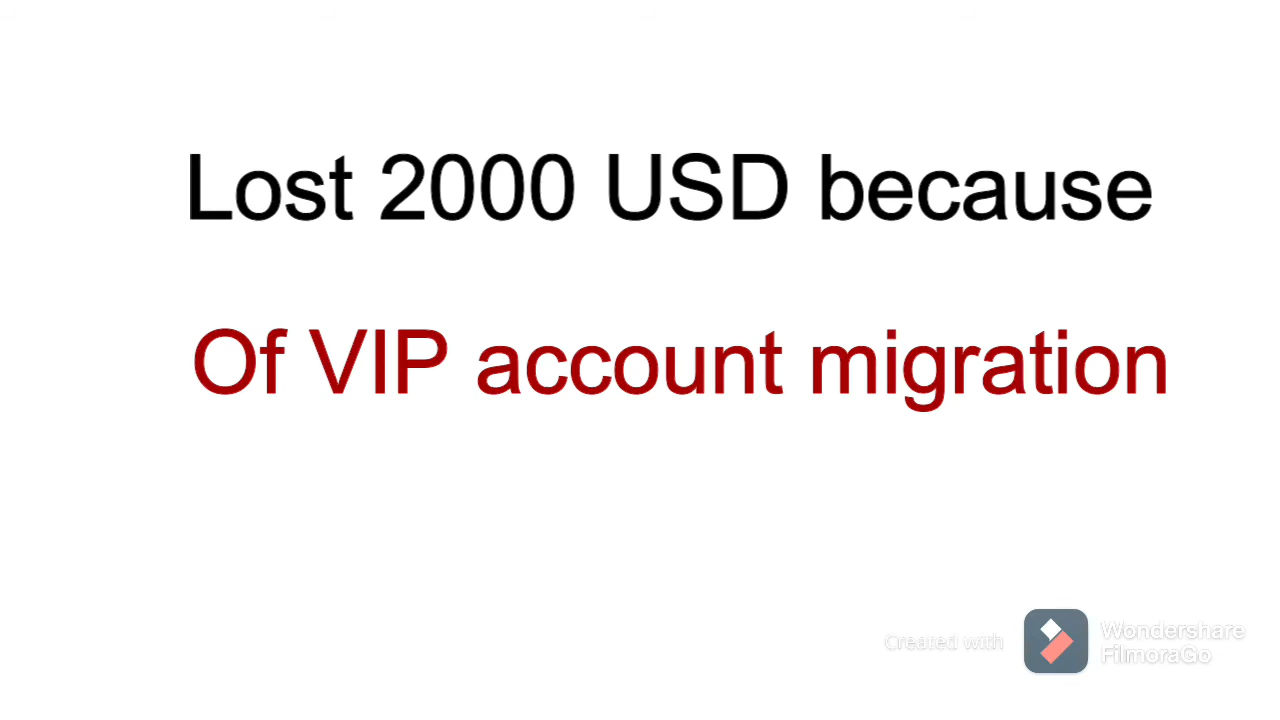 Lost 2000 USD because
Of VIP account migration
Created with
Wondershare
FilmoraGo